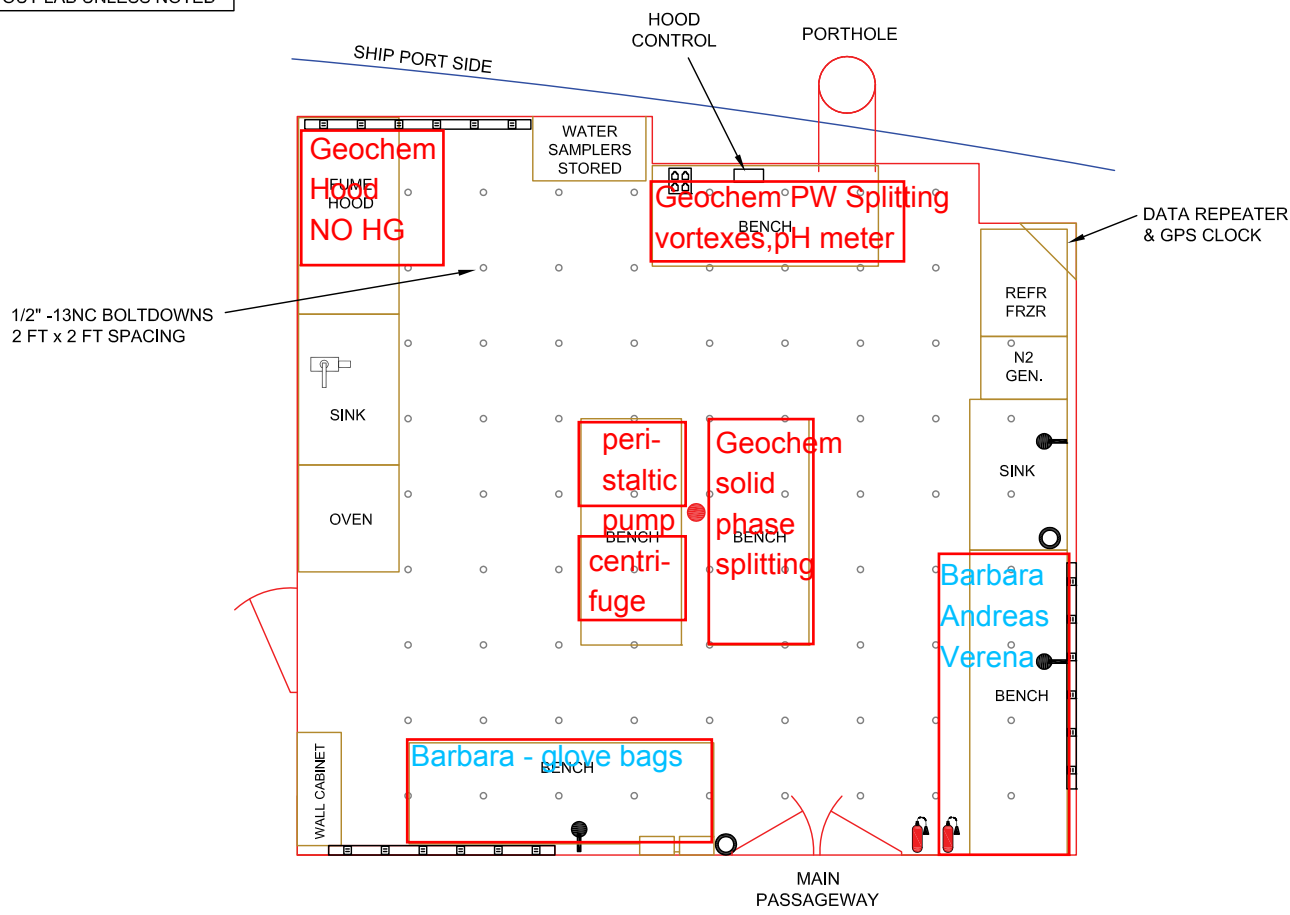 OUT LAB UNLESS NOTED
HOOD
CONTROL
PORTHOLE
SHIP PORT SIDE
WATER
SAMPLERS
STORED
Geochem
Hood
NO HG
FUME
HOOD
Geochem PW Splitting
vortexes,pH meter
BENCH
DATA REPEATER
& GPS CLOCK
1/2" -13NC BOLTDOWNS
2 FT x 2 FT SPACING
REFR
FRZR
N2
GEN.
SINK
SINK
OVEN
peri-
staltic
pump
BENCH
centri-
fuge
Geochem
solid
phase
splitting
BENCH
Barbara
Andreas
Verena
BENCH
WALL CABINET
Barbara - glove bags
BENCH
MAIN
PASSAGEWAY